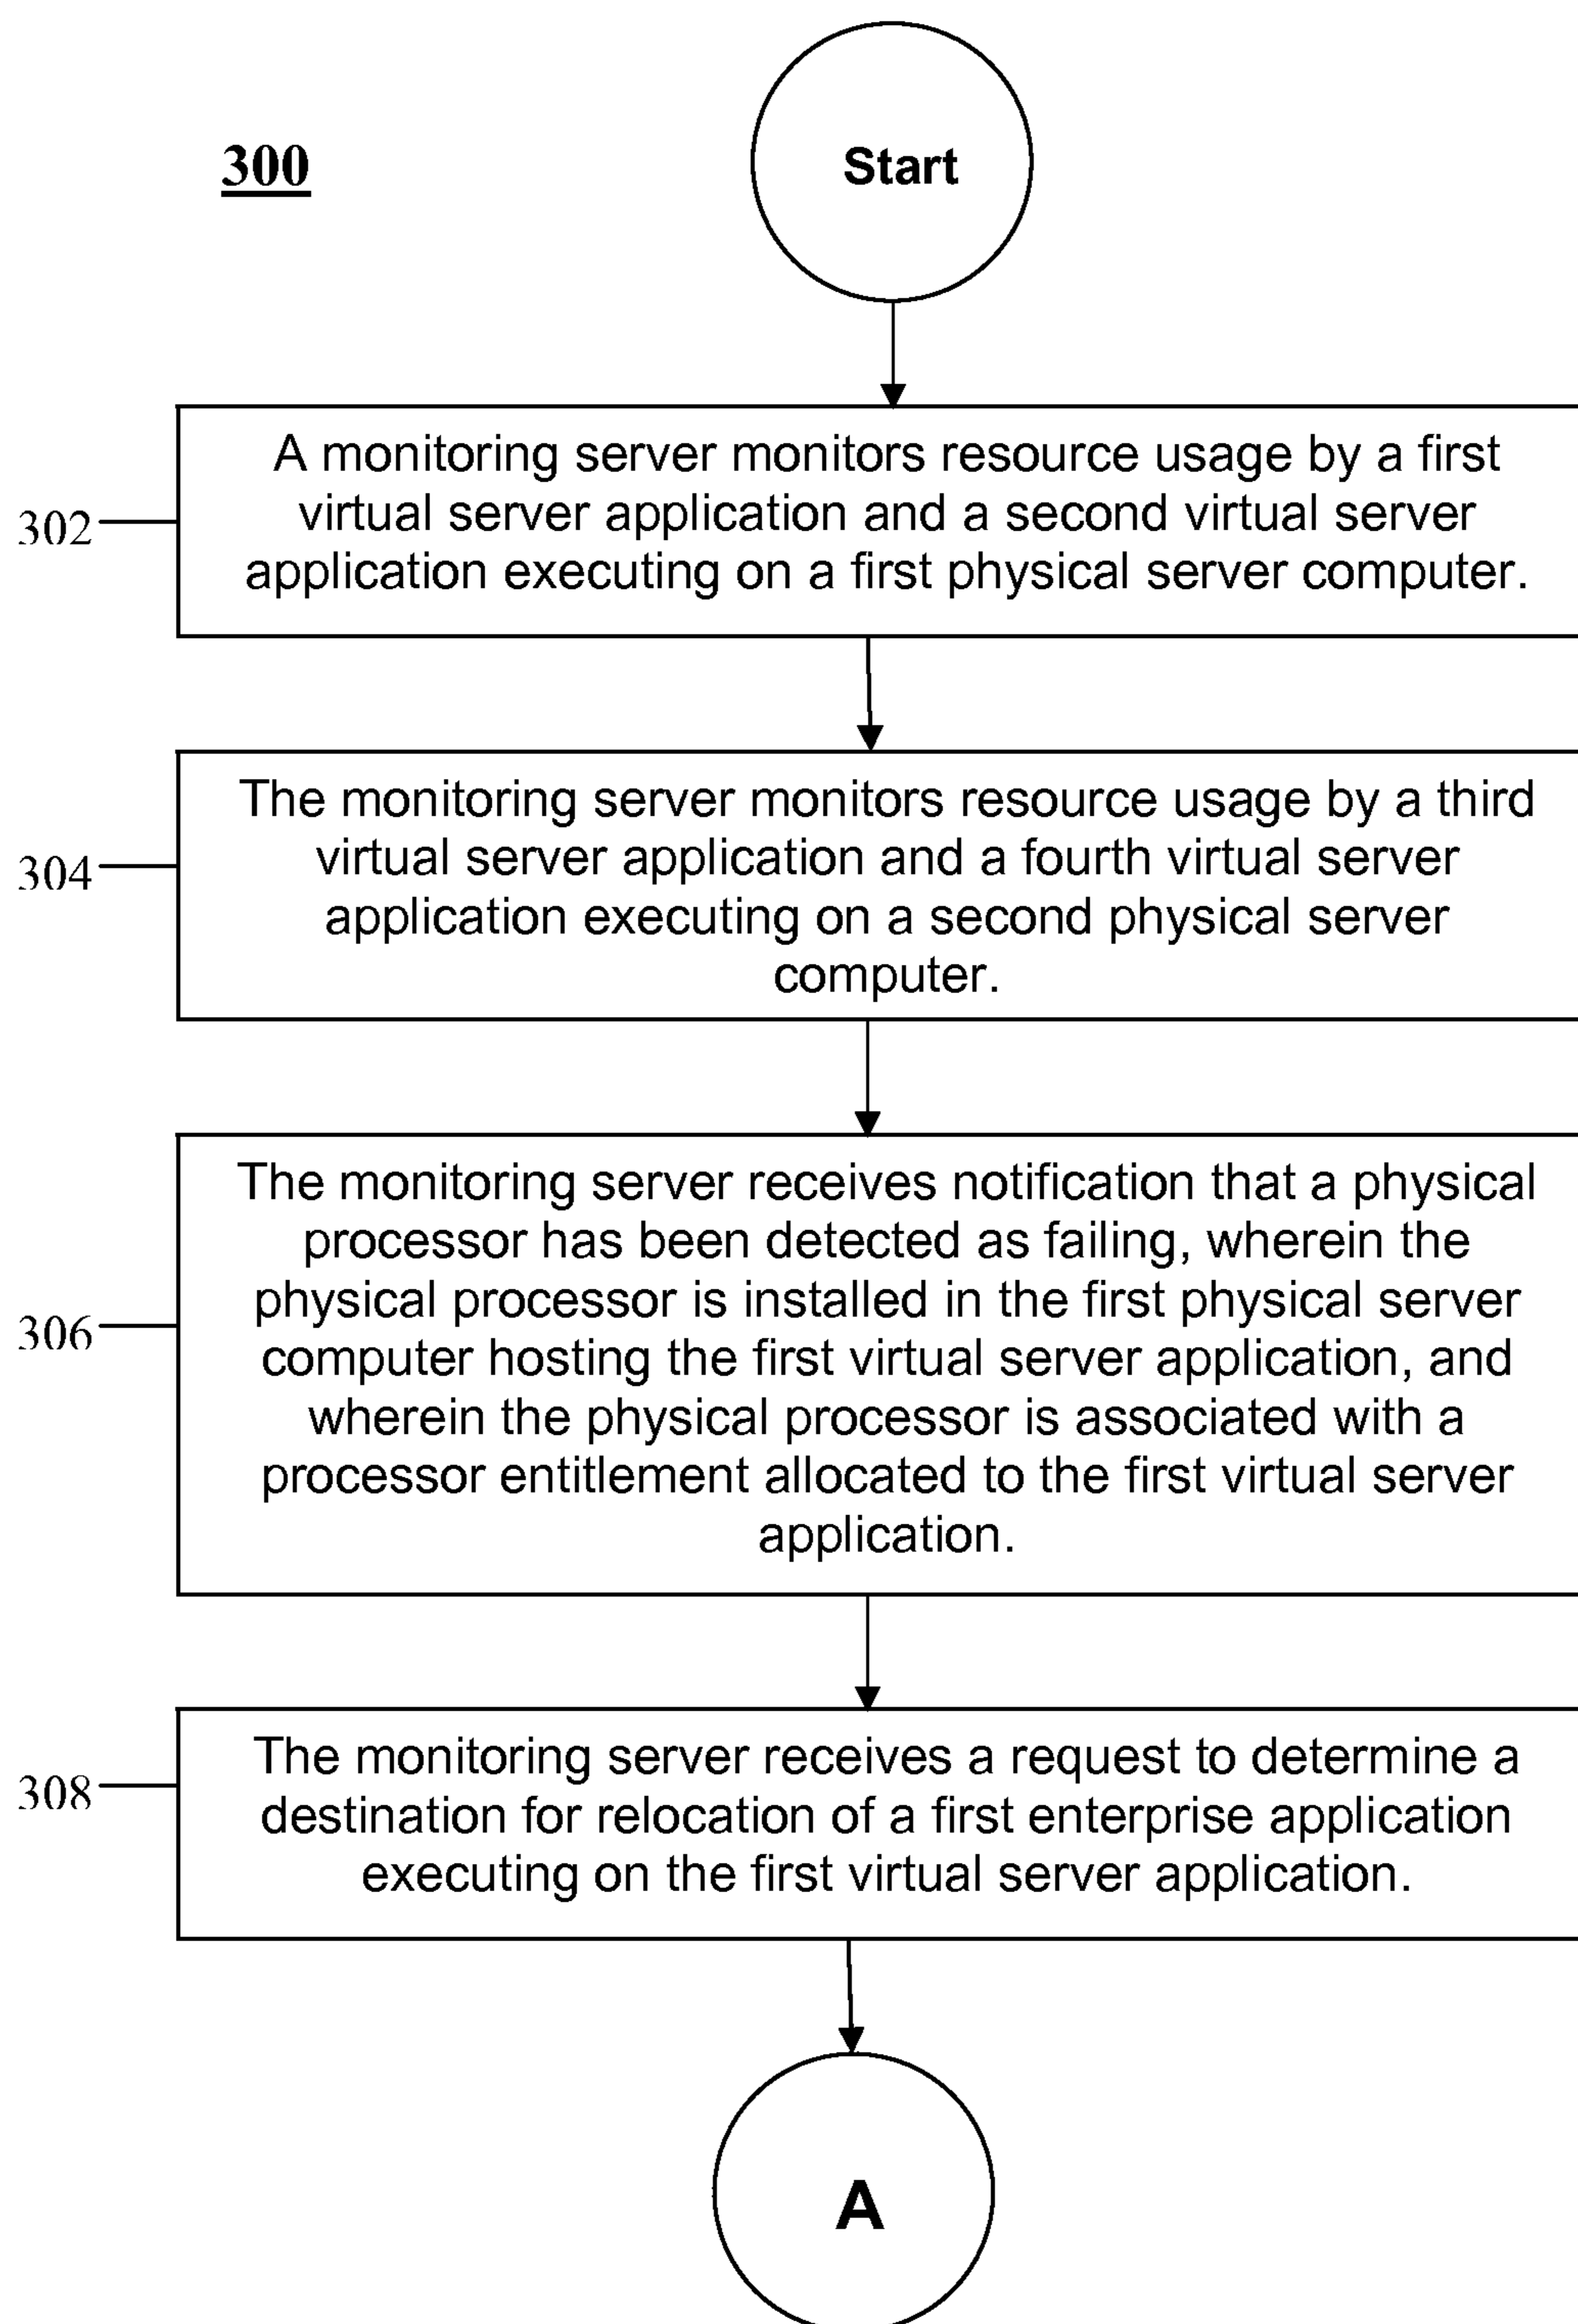 300
Start
A monitoring server monitors resource usage by a first
virtual server application and a second virtual server
application executing on a first physical server computer.
302
The monitoring server monitors resource usage by a third
virtual server application and a fourth virtual server
application executing on a second physical server
computer.
304
The monitoring server receives notification that a physical
processor has been detected as failing, wherein the
physical processor is installed in the first physical server
computer hosting the first virtual server application, and
wherein the physical processor is associated with a
processor entitlement allocated to the first virtual server
application.
306
The monitoring server receives a request to determine a
destination for relocation of a first enterprise application
executing on the first virtual server application.
308
A